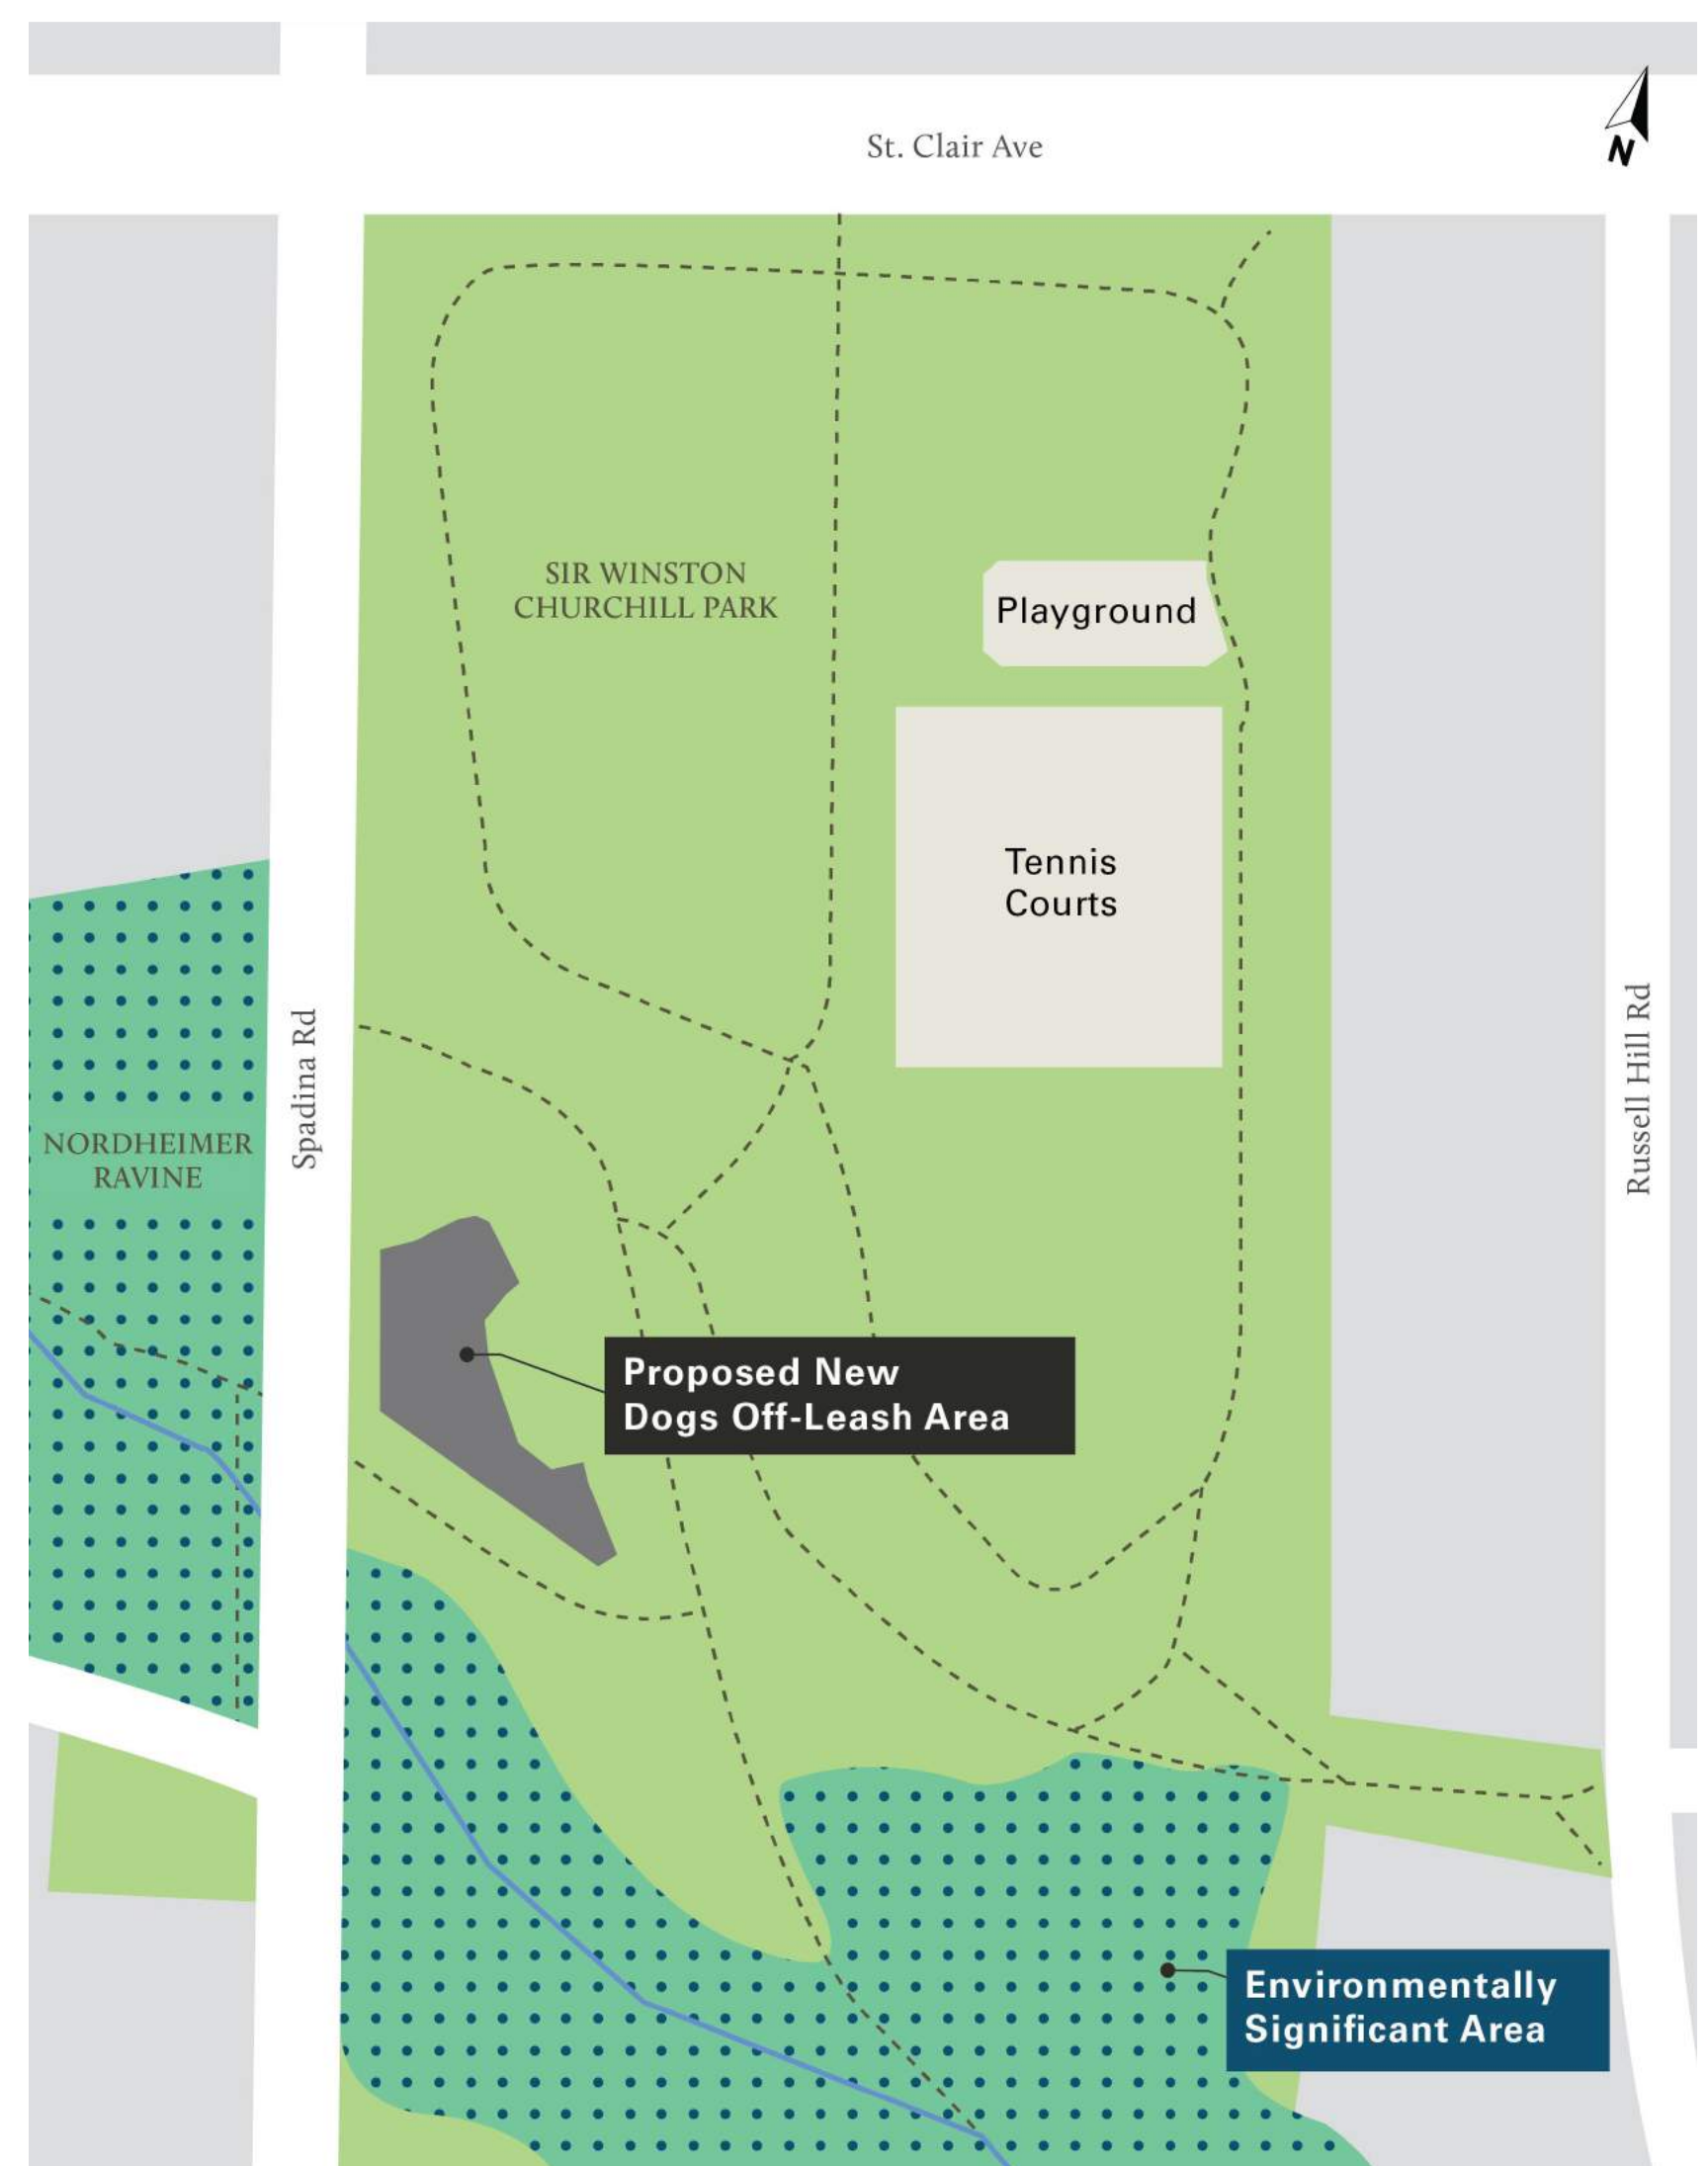 St. Clair Ave
N
SIR WINSTON
CHURCHILL PARK
Playground
Tennis
Courts
Spadina Rd
Russell Hill Rd
NORDHEIMER
RAVINE
Proposed New
Dogs Off-Leash Area
Environmentally
Significant Area